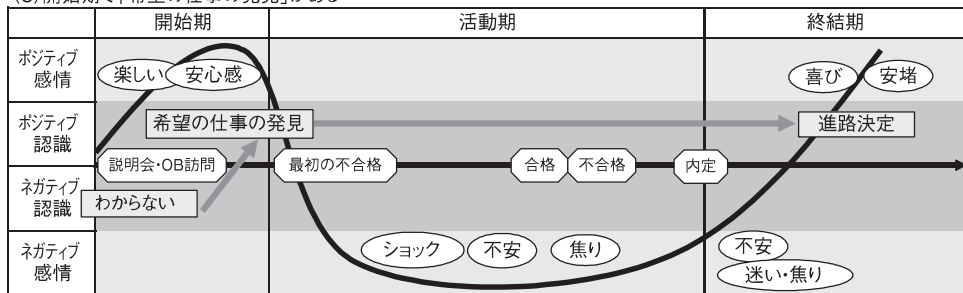 開始期 活動期 終結期
ポジティブ
感情
楽しい 安心感 喜び 安堵
ポジティブ
認識
希望の仕事の発見 進路決定
説明会・OB訪問 最初の不合格 合格 不合格 内定
ネガティブ
認識
わからない
ネガティブ
感情
ショック 不安 焦り 不安
迷い・焦り